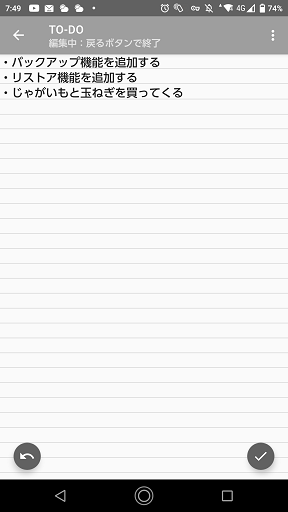 7:49
4G
74%
TO-DO
編集中：戻るボタンで終了
・バックアップ機能を追加する
・リストア機能を追加する
・じゃがいもと玉ねぎを買ってくる